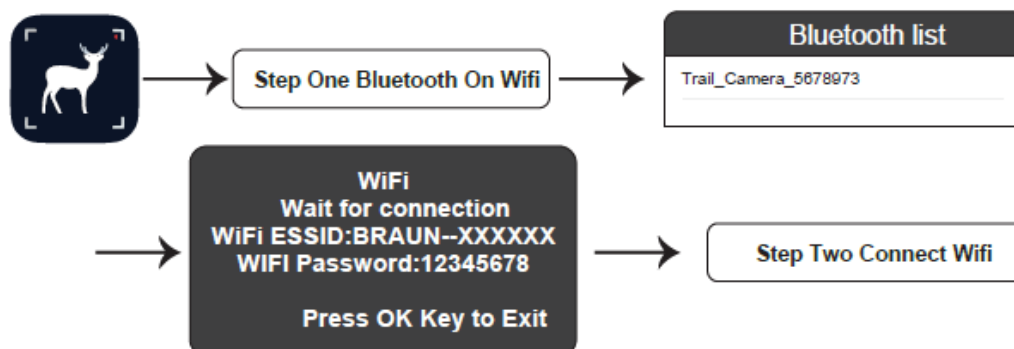 Step One Bluetooth On Wifi
Bluetooth list
Trail_Camera_5678973
WiFi
Wait for connection
WiFi ESSID:BRAUN--XXXXXX
WIFI Password:12345678
Press OK Key to Exit
Step Two Connect Wifi